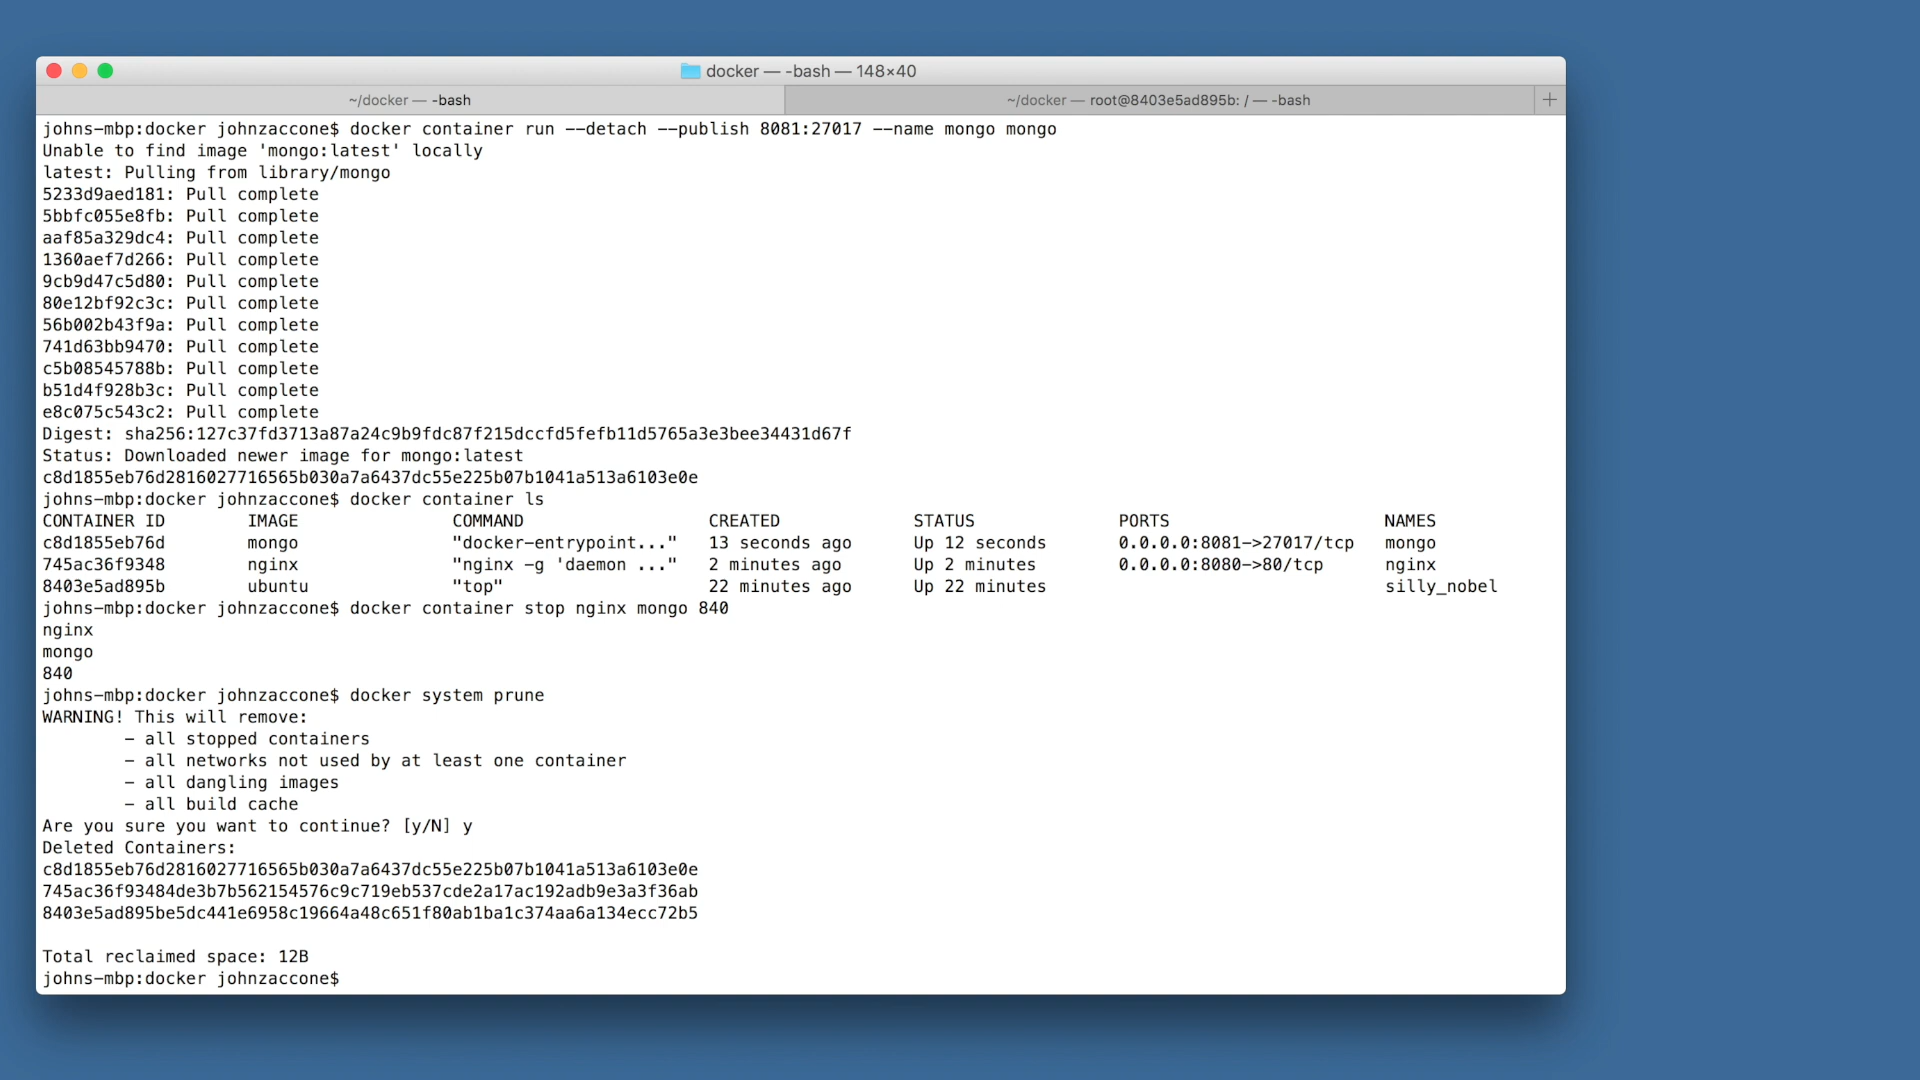 docker — -bash — 148×40
~/docker — -bash
~/docker — root@8403e5ad895b: / — -bash
johns-mbp:docker johnzaccone$ docker container run --detach --publish 8081:27017 --name mongo mongo
Unable to find image 'mongo:latest' locally
latest: Pulling from library/mongo
5233d9aed181: Pull complete
5bbfc055e8fb: Pull complete
aaf85a329dc4: Pull complete
1360aef7d266: Pull complete
9cb9d47c5d80: Pull complete
80e12bf92c3c: Pull complete
56b002b43f9a: Pull complete
741d63bb9470: Pull complete
c5b08545788b: Pull complete
b51d4f928b3c: Pull complete
e8c075c543c2: Pull complete
Digest: sha256:127c37fd3713a87a24c9b9fdc87f215dccfd5fefb11d5765a3e3bee34431d67f
Status: Downloaded newer image for mongo:latest
c8d1855eb76d2816027716565b030a7a6437dc55e225b07b1041a513a6103e0e
johns-mbp:docker johnzaccone$ docker container ls
CONTAINER ID IMAGE COMMAND CREATED STATUS PORTS NAMES
c8d1855eb76d mongo "docker-entrypoint..." 13 seconds ago Up 12 seconds 0.0.0.0:8081->27017/tcp mongo
745ac36f9348 nginx "nginx -g 'daemon ..." 2 minutes ago Up 2 minutes 0.0.0.0:8080->80/tcp nginx
8403e5ad895b ubuntu "top" 22 minutes ago Up 22 minutes silly_nobel
johns-mbp:docker johnzaccone$ docker container stop nginx mongo 840
nginx
mongo
840
johns-mbp:docker johnzaccone$ docker system prune
WARNING! This will remove:
- all stopped containers
- all networks not used by at least one container
- all dangling images
- all build cache
Are you sure you want to continue? [y/N] y
Deleted Containers:
c8d1855eb76d2816027716565b030a7a6437dc55e225b07b1041a513a6103e0e
745ac36f93484de3b7b562154576c9c719eb537cde2a17ac192adb9e3a3f36ab
8403e5ad895be5dc441e6958c19664a48c651f80ab1ba1c374aa6a134ecc72b5
Total reclaimed space: 12B
johns-mbp:docker johnzaccone$